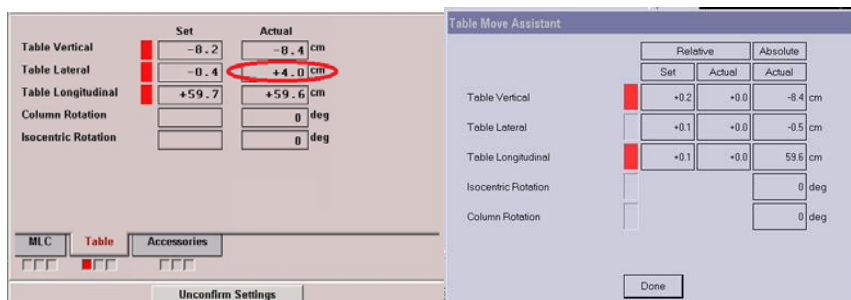 Set Actual
Table Vertical -8.2 -8.4 cm
Table Lateral -0.4 +4.0 cm
Table Longitudinal +59.7 +59.6 cm
Column Rotation 0 deg
Isocentric Rotation 0 deg
MLC Table Accessories
Unconfirm Settings
Table Move Assistant
Relative Absolute
Set Actual Actual
Table Vertical +0.2 +0.0 -8.4 cm
Table Lateral +0.1 +0.0 -0.5 cm
Table Longitudinal +0.1 +0.0 59.6 cm
Isocentric Rotation 0 deg
Column Rotation 0 deg
Done